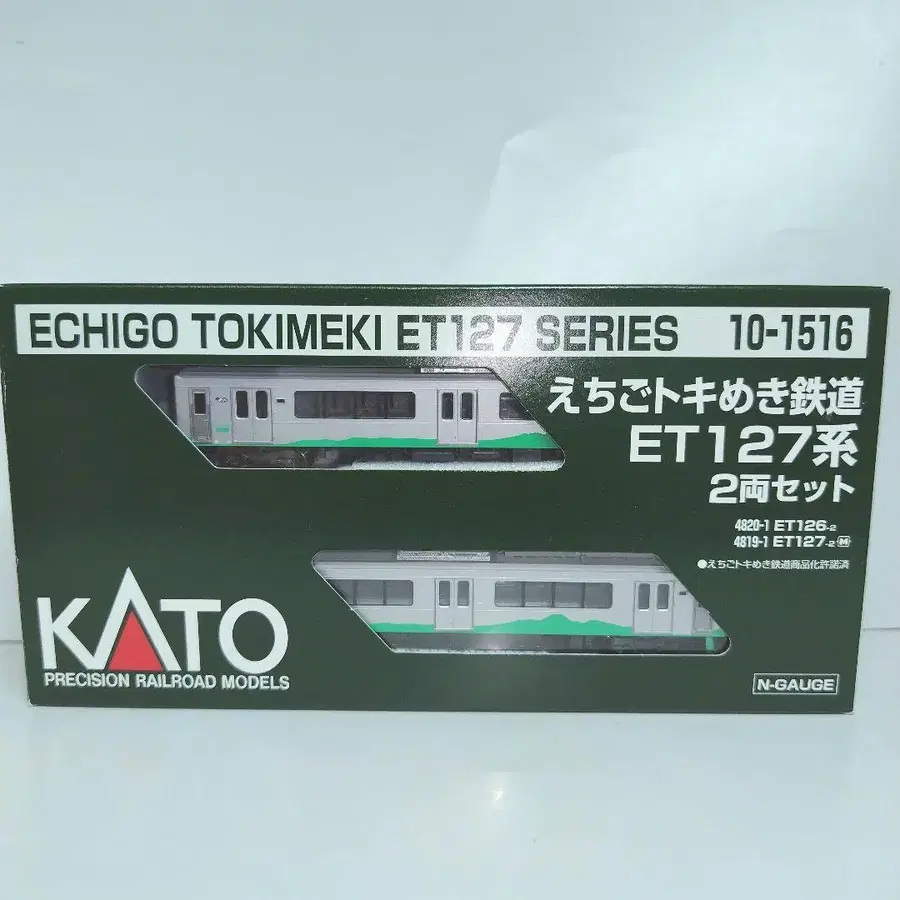 ECHIGO TOKIMEKI ET127 SERIES 10-1516
えちごトキめき鉄道
ET127系
2両セット
4820-1 ET126-2
4819-1 ET127-2 M
●えちごトキめき鉄道商品化許諾済
KATO
PRECISION RAILROAD MODELS
N-GAUGE